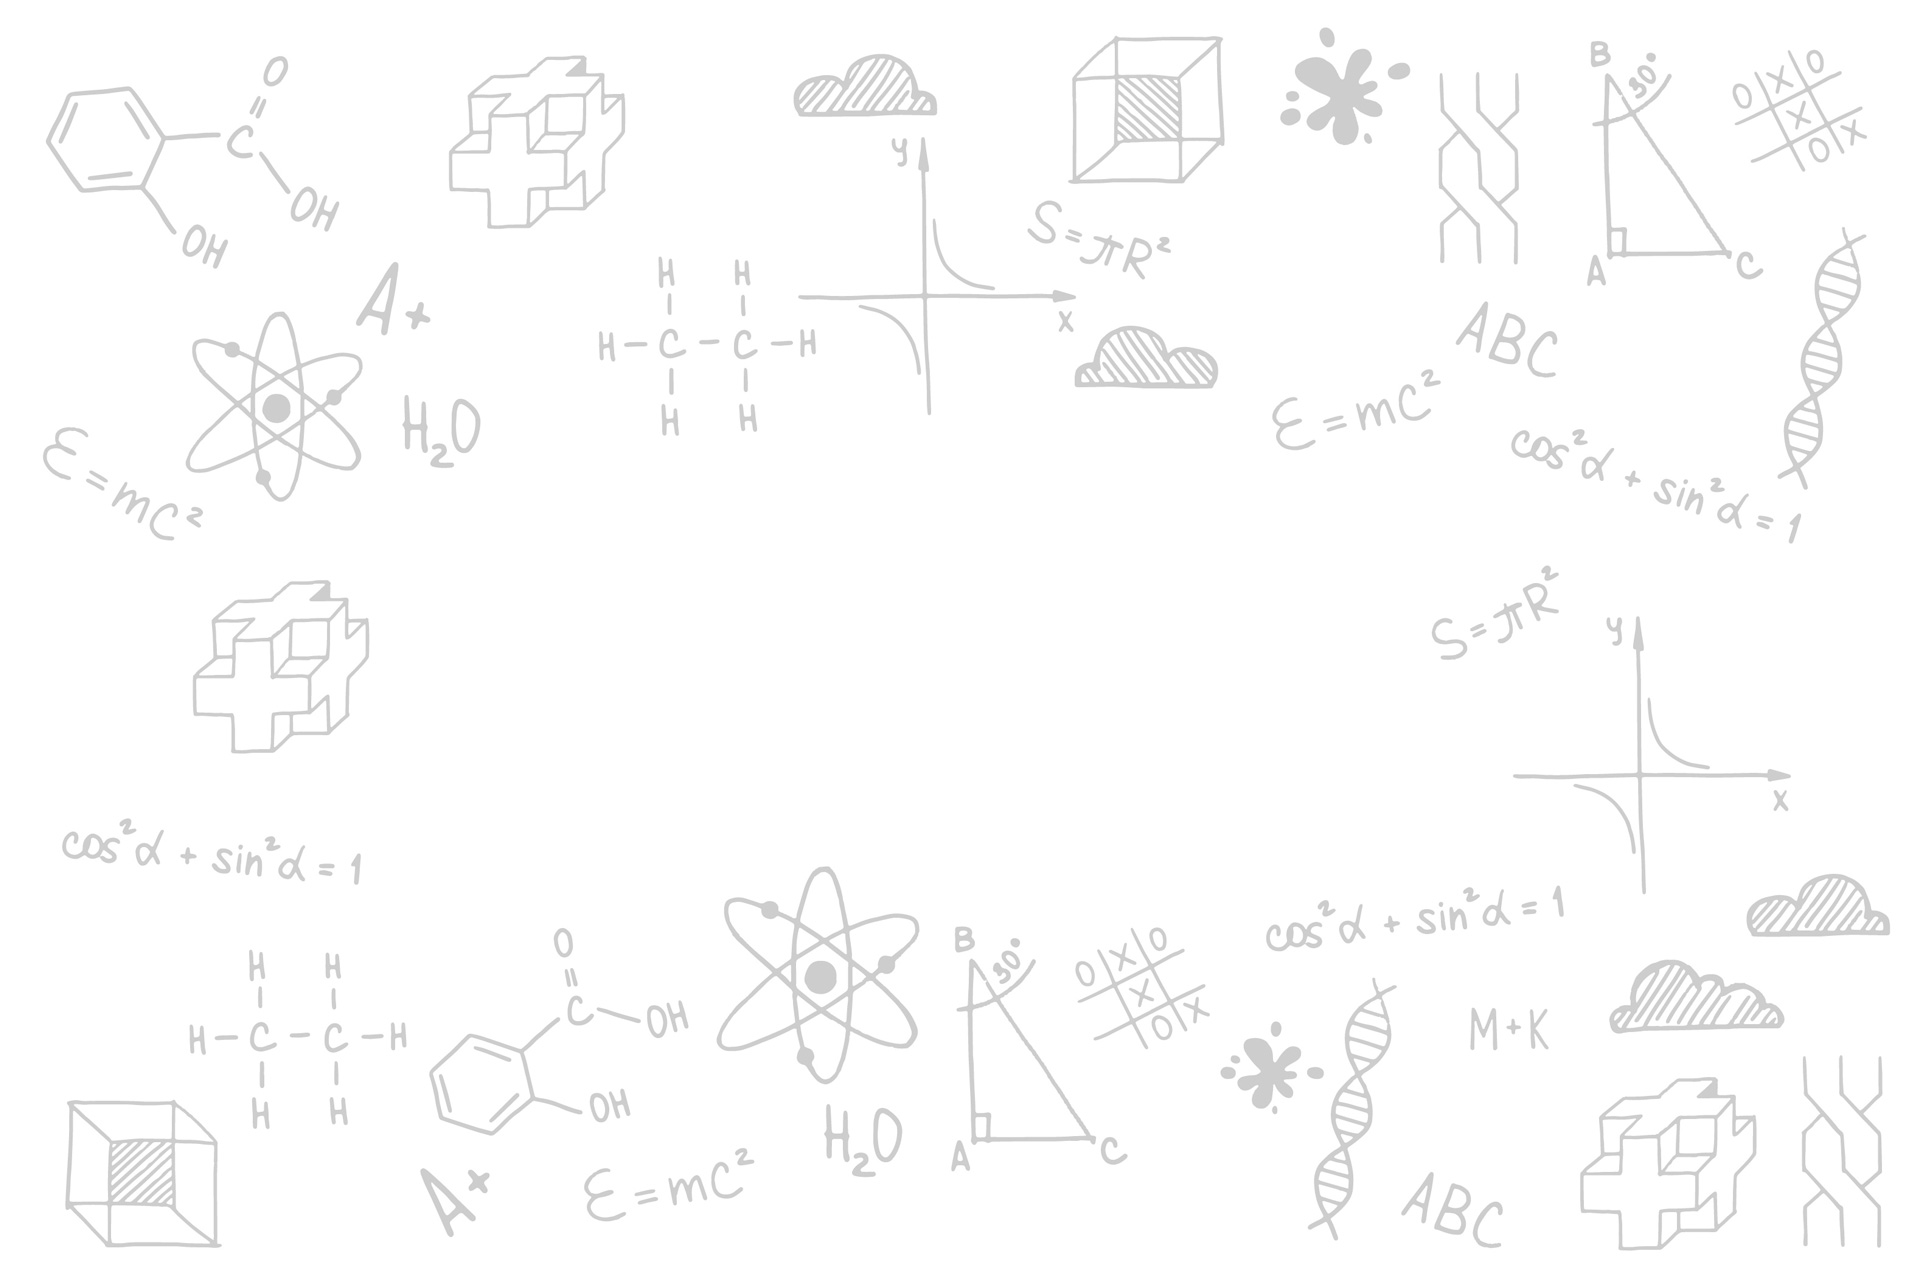 O
C
OH
OH
A+
H H
H C C H
H H
y
x
S=πR²
B
30°
A C
O X O
X
O X
ABC
H₂O
Ɛ=mC²
Ɛ=mC²
cos²α + sin²α = 1
S=πR²
y
x
cos²α + sin²α = 1
cos²α + sin²α = 1
H H
H C C H
H H
O
C OH
OH
B
30°
A C
O X O
X
O X
M+K
H₂O
A+
Ɛ=mC²
ABC